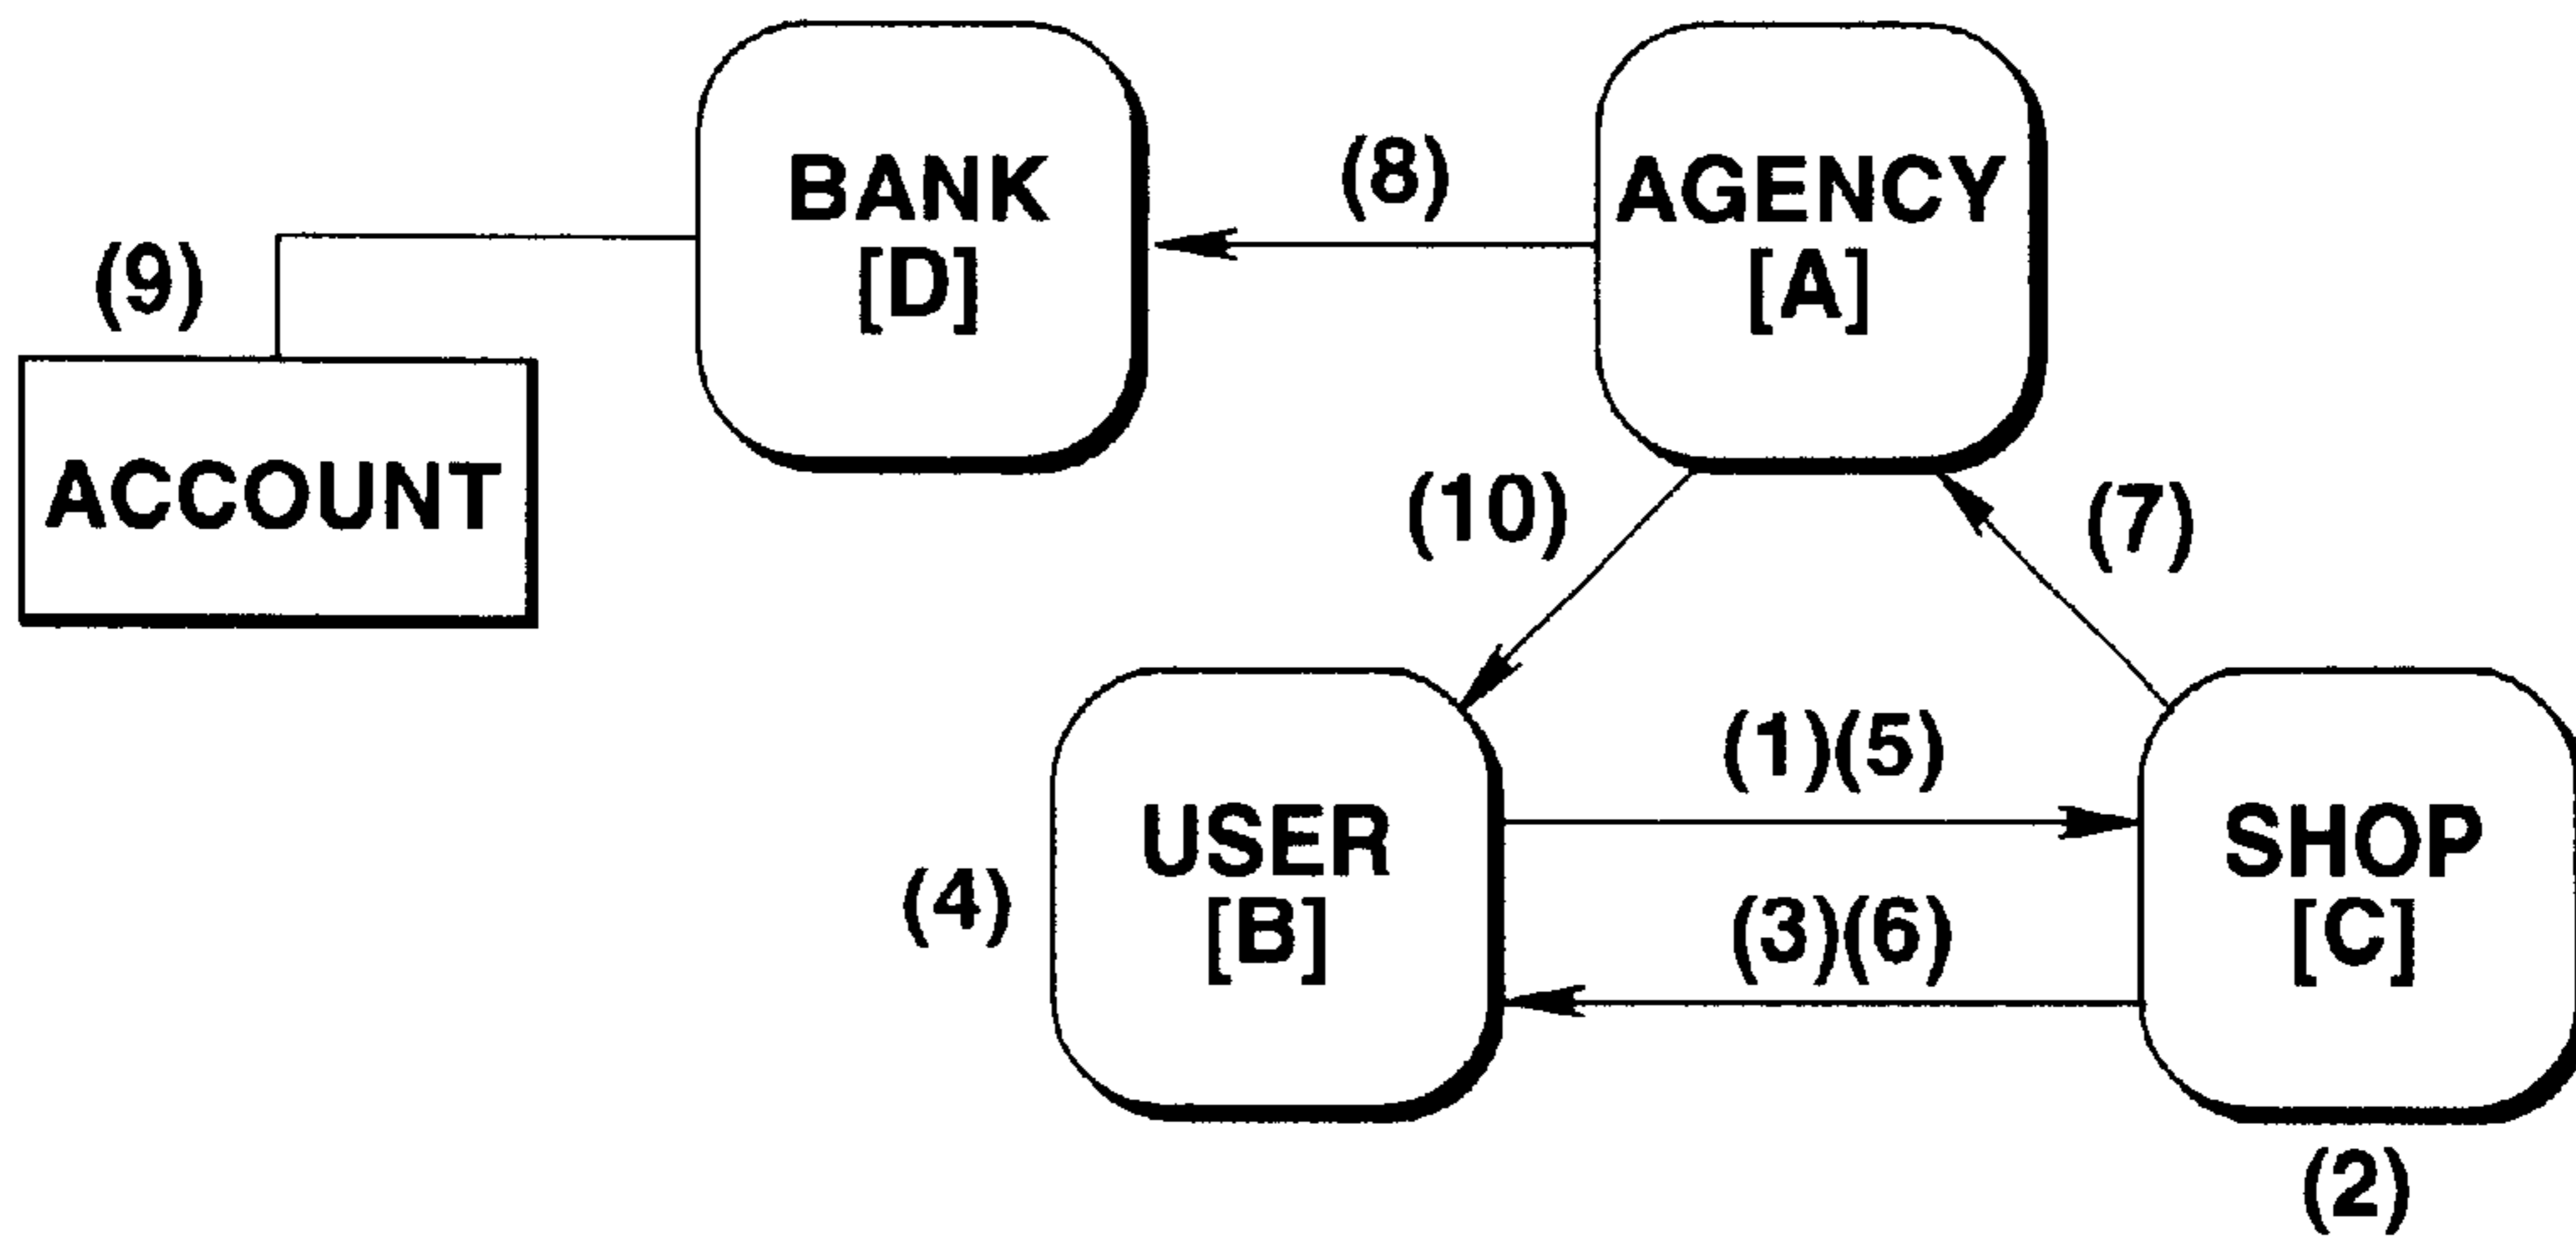 BANK
[D]
(8)
AGENCY
[A]
(9)
ACCOUNT
(10)
(7)
(1)(5)
USER
[B]
(4)
SHOP
[C]
(3)(6)
(2)